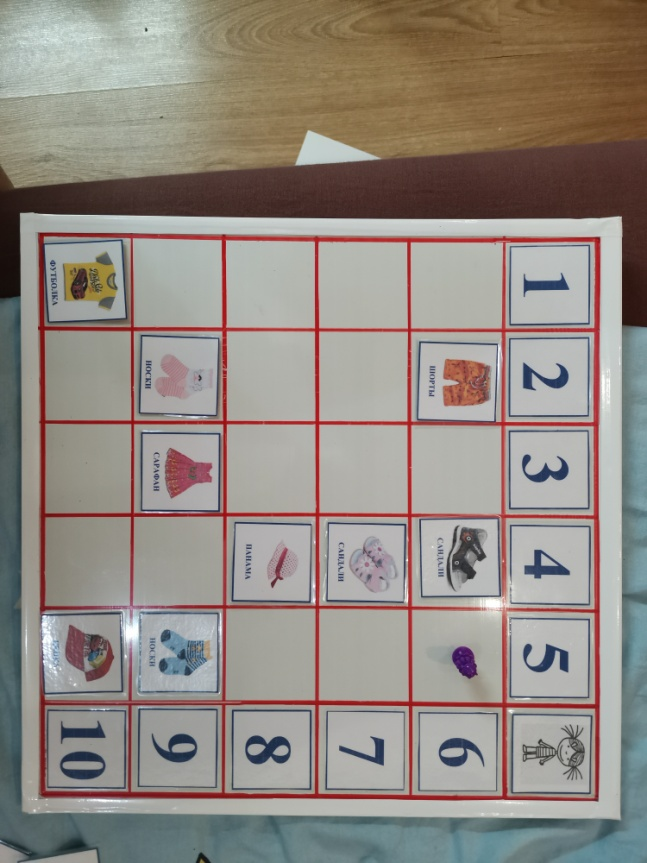 1 2 3 4 5
ШОРТЫ САНДАЛИ 6
САНДАЛИ 7
ПАНАМА 8
НОСКИ САРАФАН НОСКИ 9
ФУТБОЛКА 10